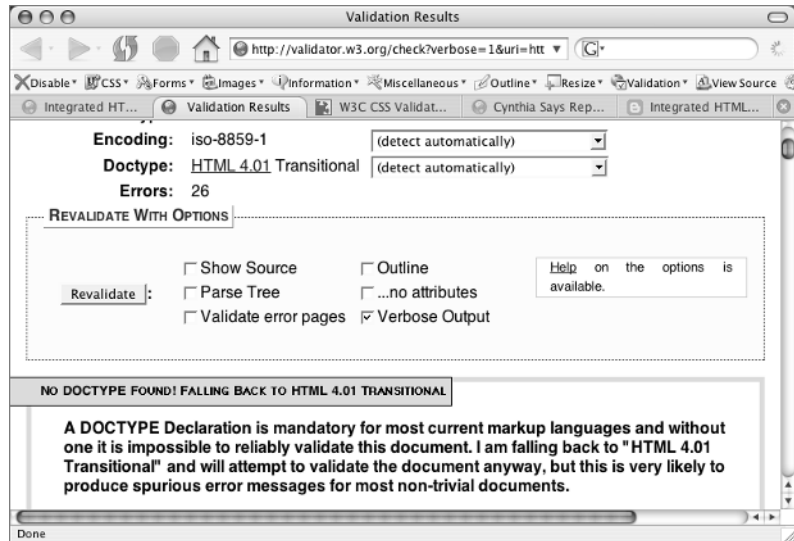 Validation Results
http://validator.w3.org/check?verbose=1&uri=htt
G
Disable CSS Forms Images Information Miscellaneous Outline Resize Validation View Source
Integrated HT... Validation Results W3C CSS Validat... Cynthia Says Rep... Integrated HTML...
Encoding: iso-8859-1 (detect automatically)
Doctype: HTML 4.01 Transitional (detect automatically)
Errors: 26
REVALIDATE WITH OPTIONS
Show Source Outline Help on the options is
Revalidate : Parse Tree ...no attributes available.
Validate error pages Verbose Output
NO DOCTYPE FOUND! FALLING BACK TO HTML 4.01 TRANSITIONAL
A DOCTYPE Declaration is mandatory for most current markup languages and without
one it is impossible to reliably validate this document. I am falling back to "HTML 4.01
Transitional" and will attempt to validate the document anyway, but this is very likely to
produce spurious error messages for most non-trivial documents.
Done